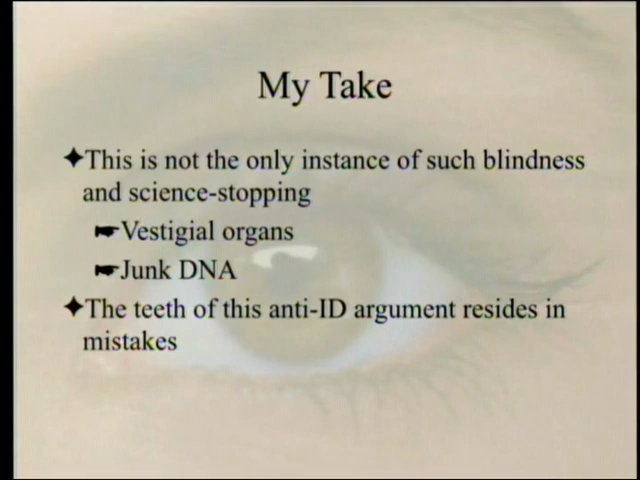 My Take
✦This is not the only instance of such blindness
and science-stopping
☛Vestigial organs
☛Junk DNA
✦The teeth of this anti-ID argument resides in
mistakes